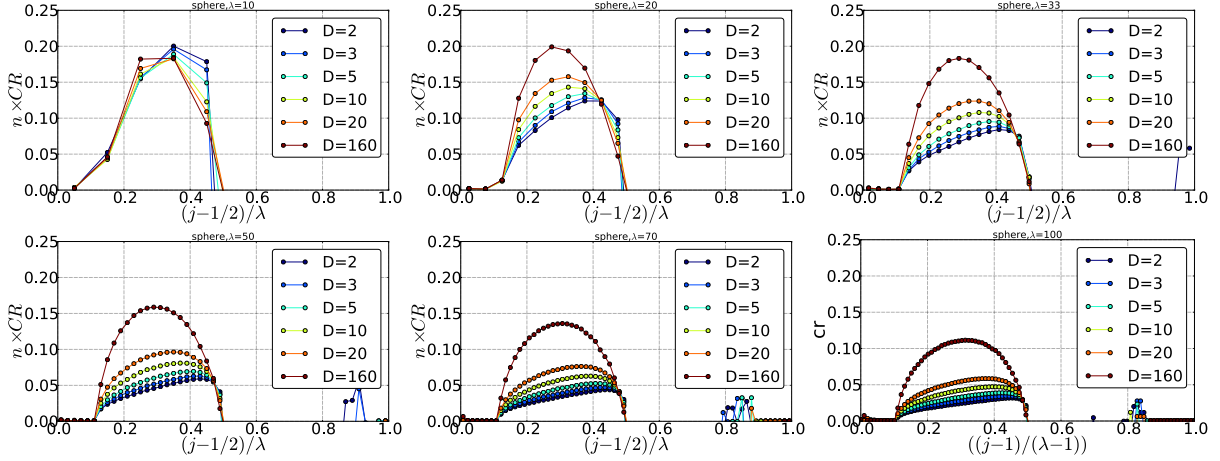 sphere,λ=10
n×CR
0.25
0.20
0.15
0.10
0.05
0.00
D=2
D=3
D=5
D=10
D=20
D=160
0.0 0.2 0.4 0.6 0.8 1.0
(j−1/2)/λ
sphere,λ=20
n×CR
0.25
0.20
0.15
0.10
0.05
0.00
D=2
D=3
D=5
D=10
D=20
D=160
0.0 0.2 0.4 0.6 0.8 1.0
(j−1/2)/λ
sphere,λ=33
n×CR
0.25
0.20
0.15
0.10
0.05
0.00
D=2
D=3
D=5
D=10
D=20
D=160
0.0 0.2 0.4 0.6 0.8 1.0
(j−1/2)/λ
sphere,λ=50
n×CR
0.25
0.20
0.15
0.10
0.05
0.00
D=2
D=3
D=5
D=10
D=20
D=160
0.0 0.2 0.4 0.6 0.8 1.0
(j−1/2)/λ
sphere,λ=70
n×CR
0.25
0.20
0.15
0.10
0.05
0.00
D=2
D=3
D=5
D=10
D=20
D=160
0.0 0.2 0.4 0.6 0.8 1.0
(j−1/2)/λ
sphere,λ=100
cr
0.25
0.20
0.15
0.10
0.05
0.00
D=2
D=3
D=5
D=10
D=20
D=160
0.0 0.2 0.4 0.6 0.8 1.0
((j−1)/(λ−1))